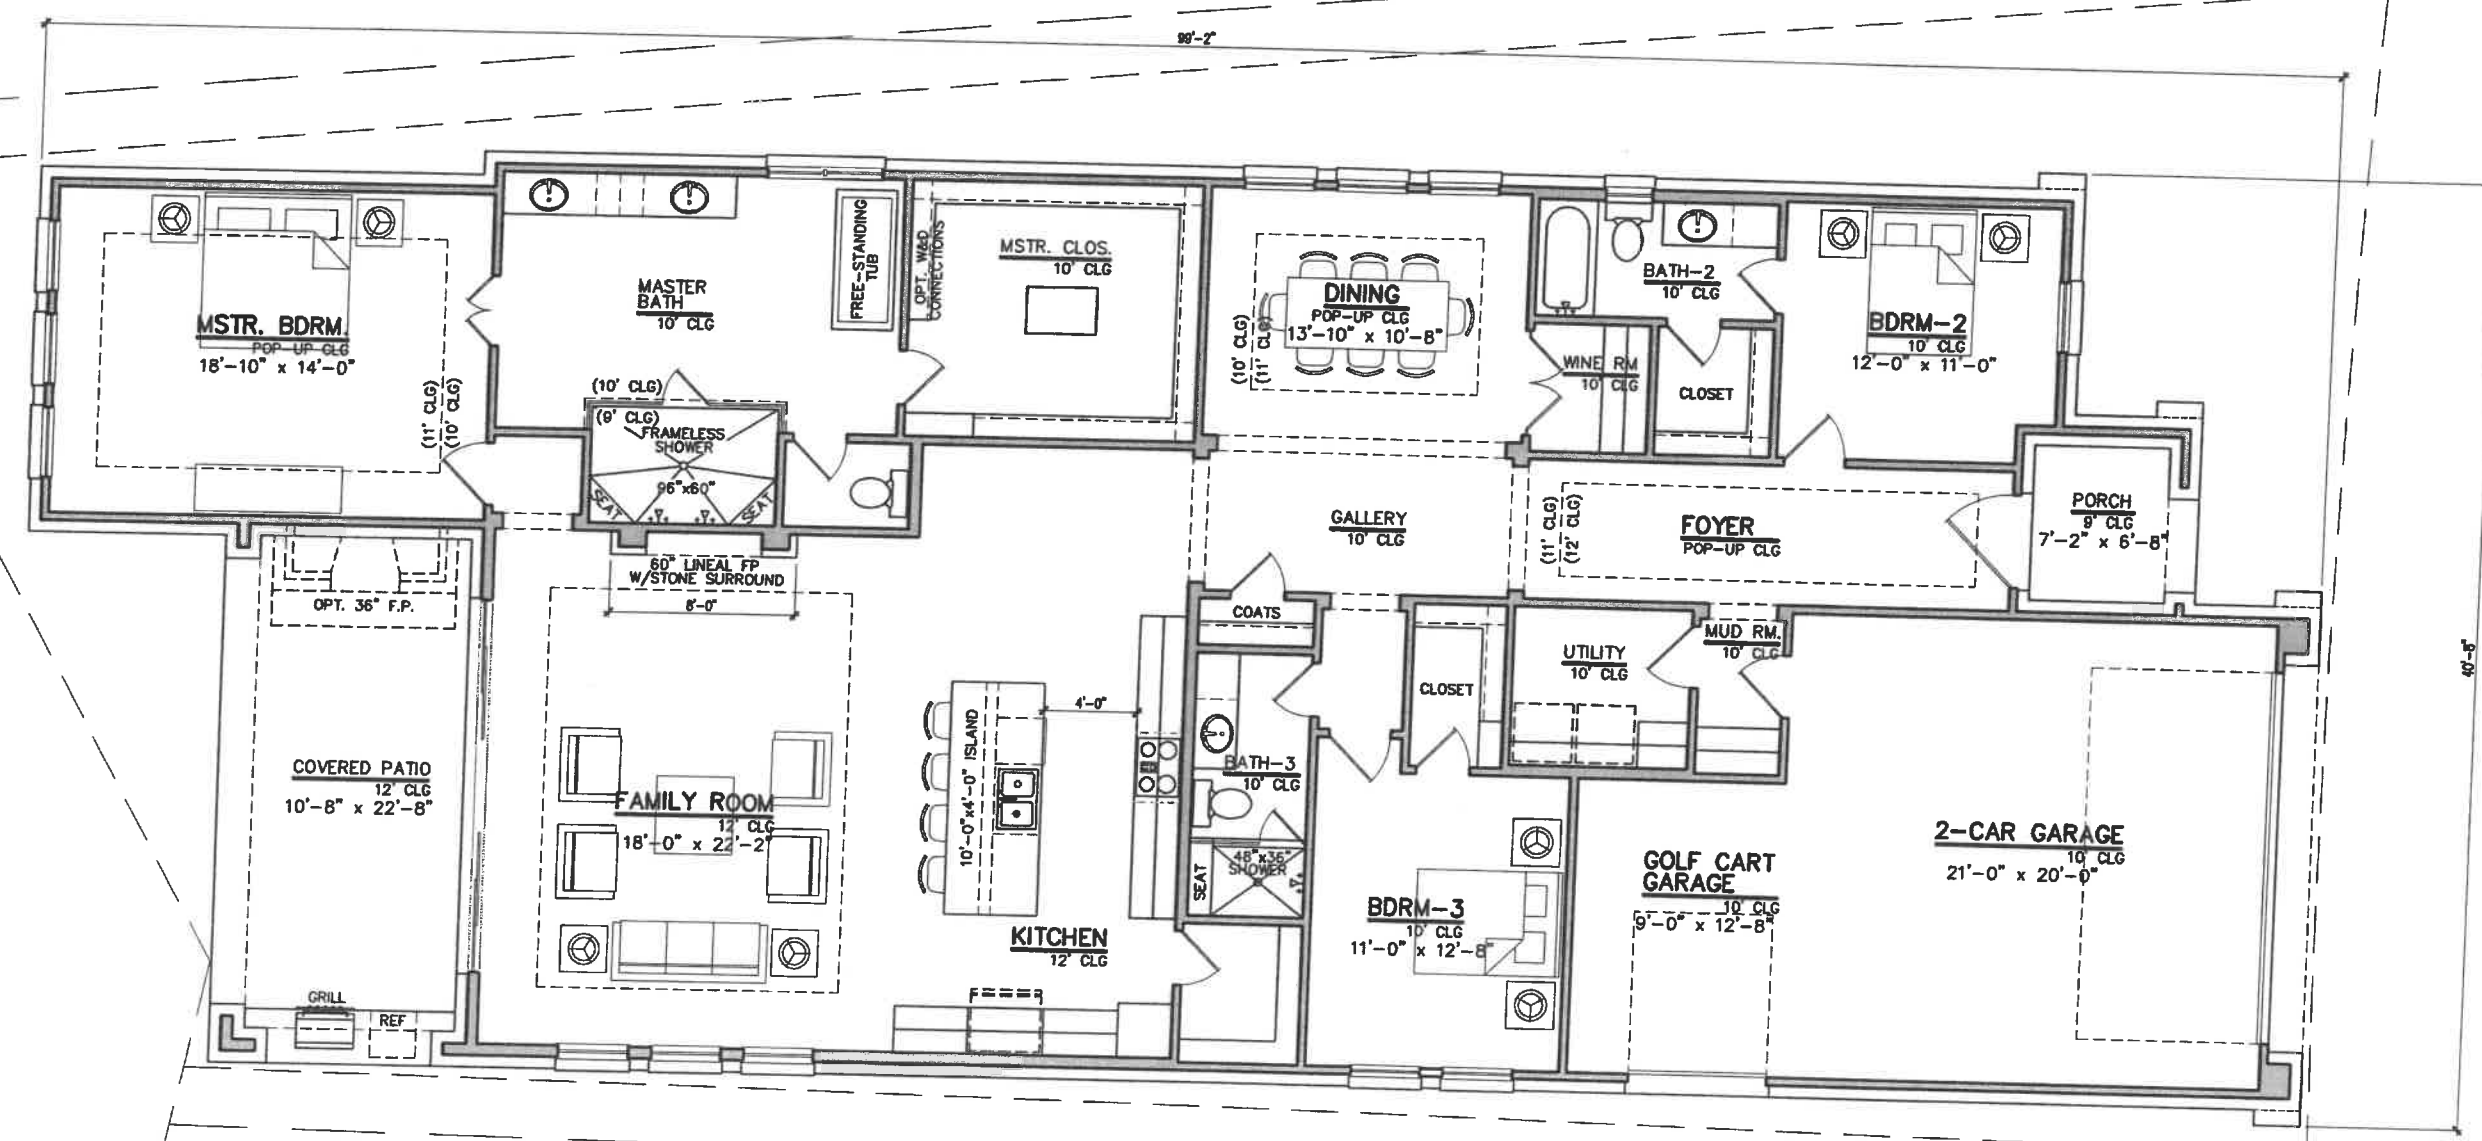 99'-2"
MSTR. BDRM.
POP-UP CLG
18'-10" x 14'-0"
(11' CLG)
(10' CLG)
MASTER
BATH
10' CLG
FREE-STANDING
TUB
OPT. W&D
CONNECTIONS
MSTR. CLOS.
10' CLG
(10' CLG)
(9' CLG)
FRAMELESS
SHOWER
96"x60"
SEAT
SEAT
DINING
POP-UP CLG
13'-10" x 10'-8"
(10' CLG)
(11' CLG)
BATH-2
10' CLG
WINE RM
10' CLG
CLOSET
BDRM-2
10' CLG
12'-0" x 11'-0"
PORCH
9' CLG
7'-2" x 6'-8"
GALLERY
10' CLG
(11' CLG)
(12' CLG)
FOYER
POP-UP CLG
60" LINEAL FP
W/STONE SURROUND
8'-0"
OPT. 36" F.P.
COATS
UTILITY
10' CLG
MUD RM.
10' CLG
CLOSET
40'-8"
4'-0"
10'-0"x4'-0" ISLAND
COVERED PATIO
12' CLG
10'-8" x 22'-8"
FAMILY ROOM
12' CLG
18'-0" x 22'-2"
BATH-3
10' CLG
48"x36"
SHOWER
SEAT
KITCHEN
12' CLG
BDRM-3
10' CLG
11'-0" x 12'-8"
GOLF CART
GARAGE
10' CLG
9'-0" x 12'-8"
2-CAR GARAGE
10' CLG
21'-0" x 20'-0"
GRILL
REF